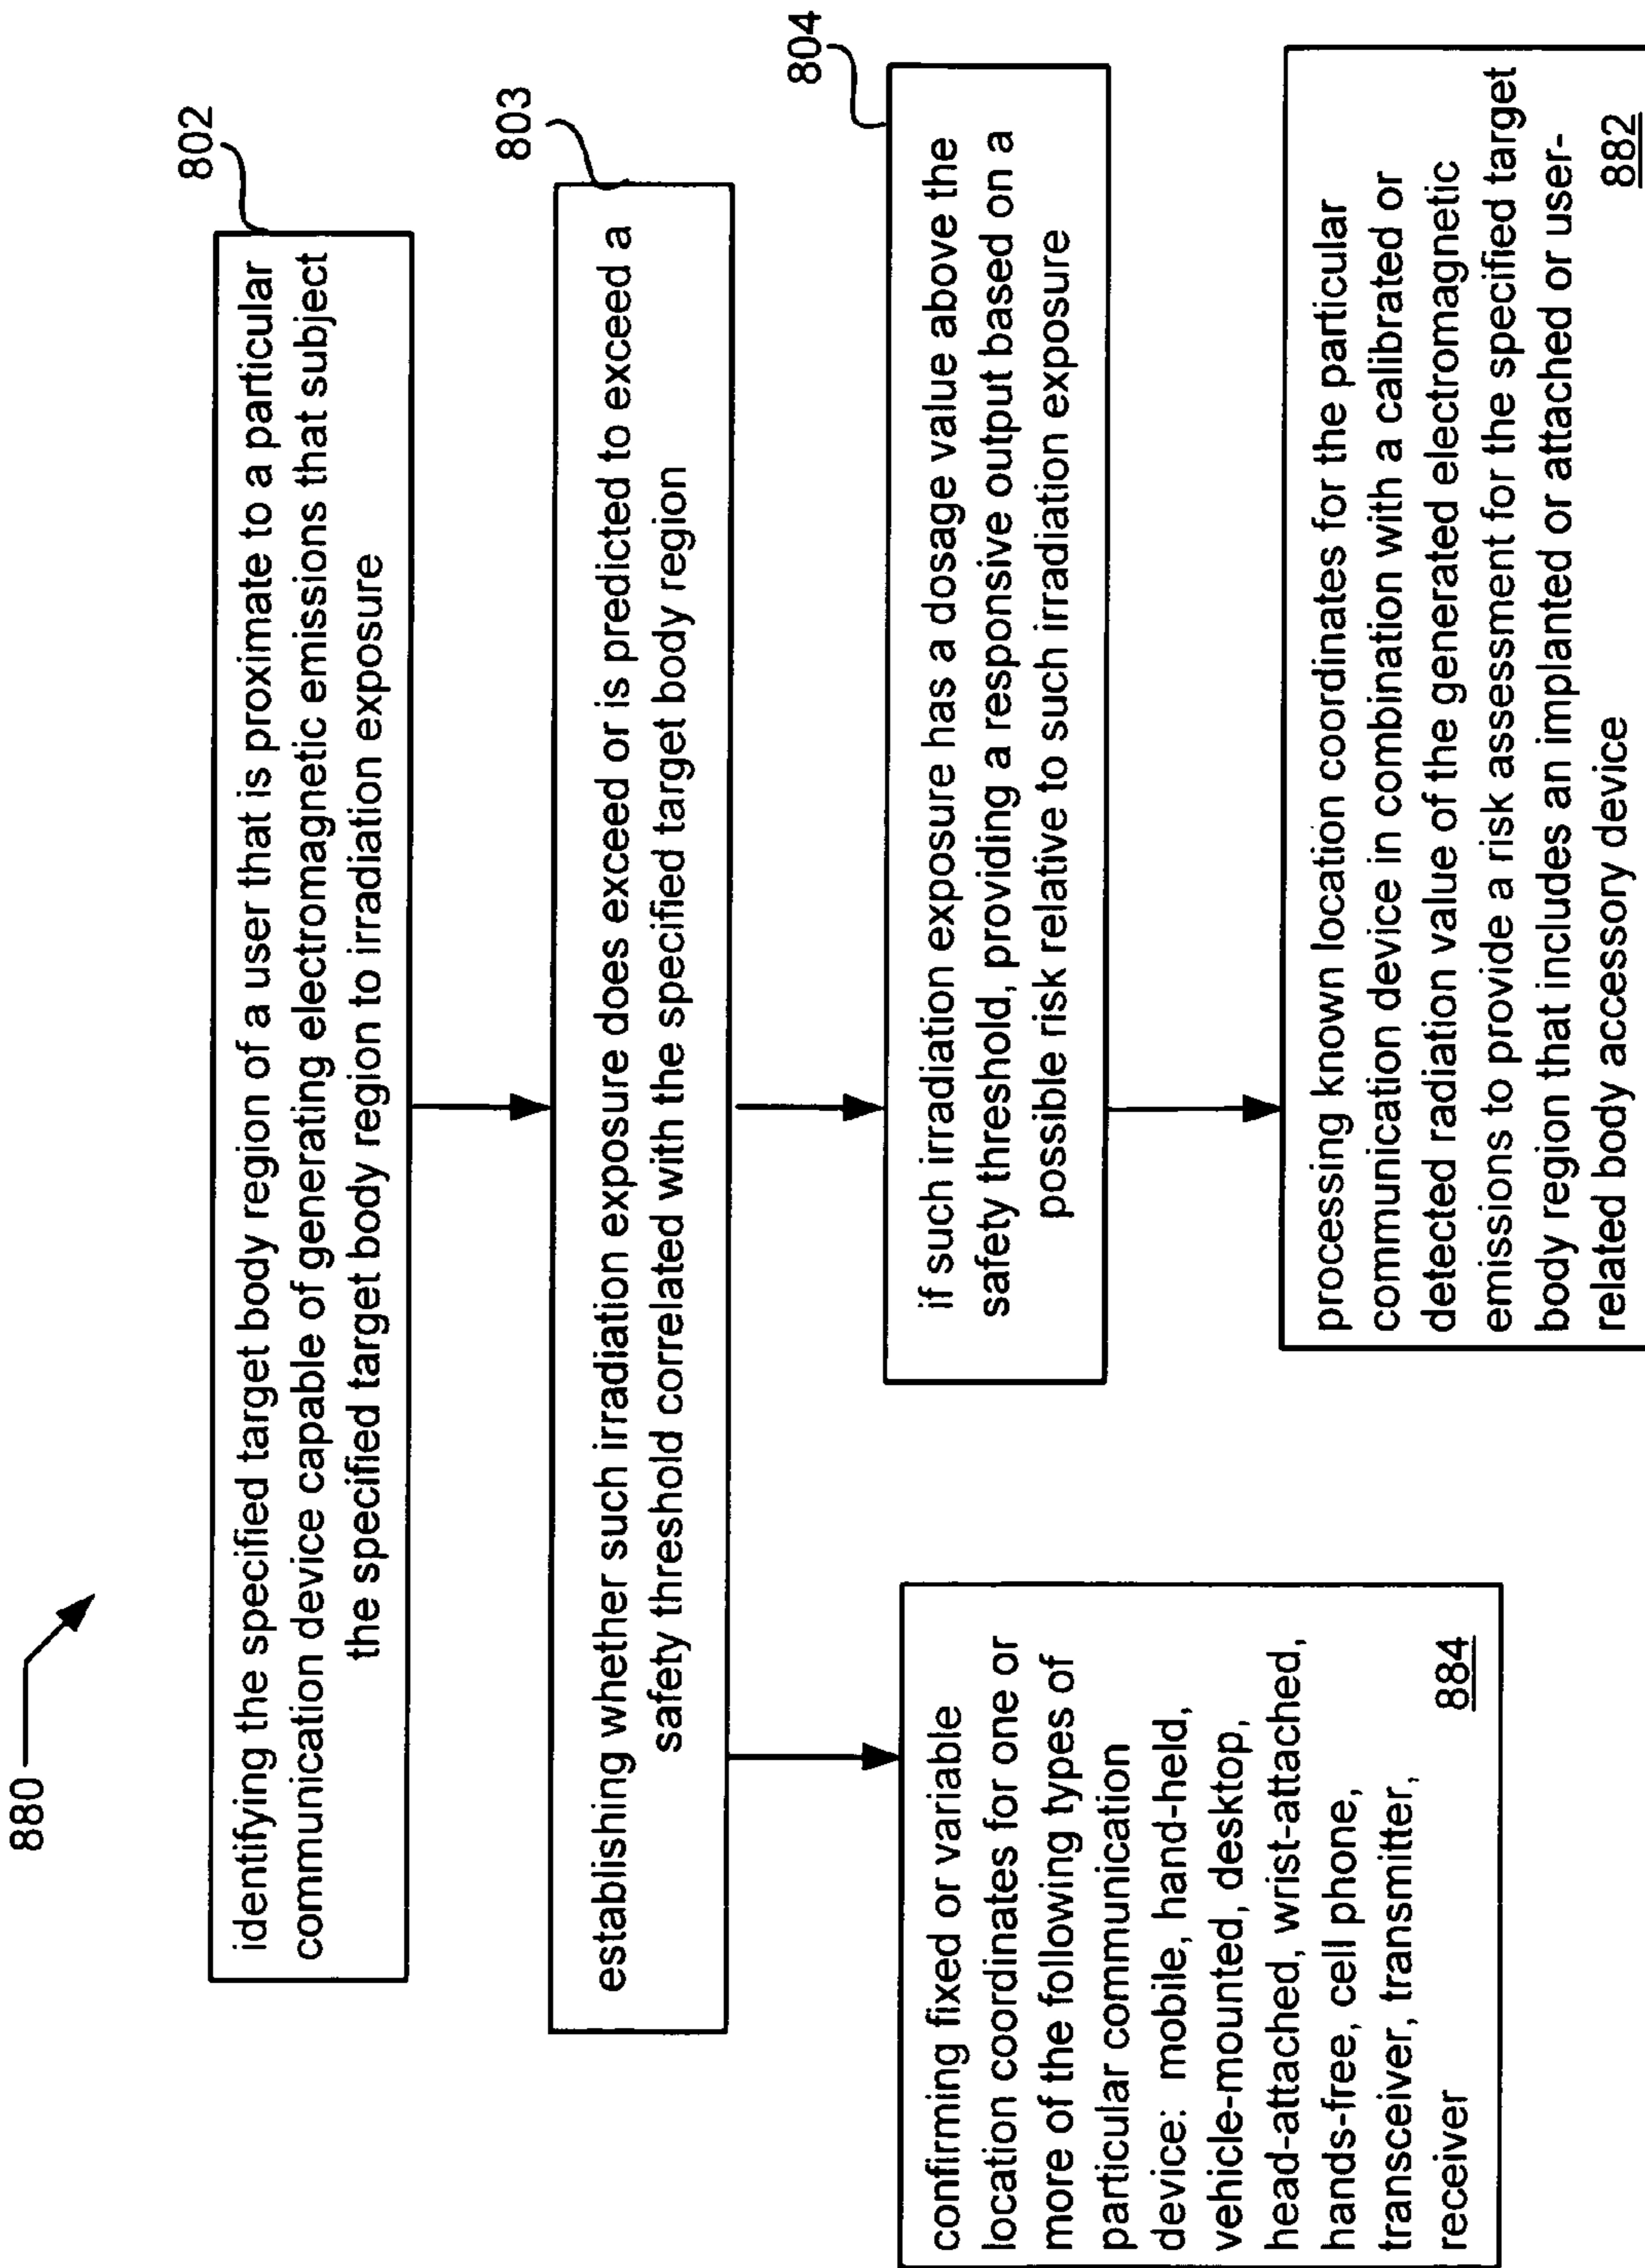 880
802
identifying the specified target body region of a user that is proximate to a particular
communication device capable of generating electromagnetic emissions that subject
the specified target body region to irradiation exposure
803
establishing whether such irradiation exposure does exceed or is predicted to exceed a
safety threshold correlated with the specified target body region
804
if such irradiation exposure has a dosage value above the
safety threshold, providing a responsive output based on a
possible risk relative to such irradiation exposure
confirming fixed or variable
location coordinates for one or
more of the following types of
particular communication
device: mobile, hand-held,
vehicle-mounted, desktop,
head-attached, wrist-attached,
hands-free, cell phone,
transceiver, transmitter,
receiver
884
processing known location coordinates for the particular
communication device in combination with a calibrated or
detected radiation value of the generated electromagnetic
emissions to provide a risk assessment for the specified target
body region that includes an implanted or attached or user-
related body accessory device
882